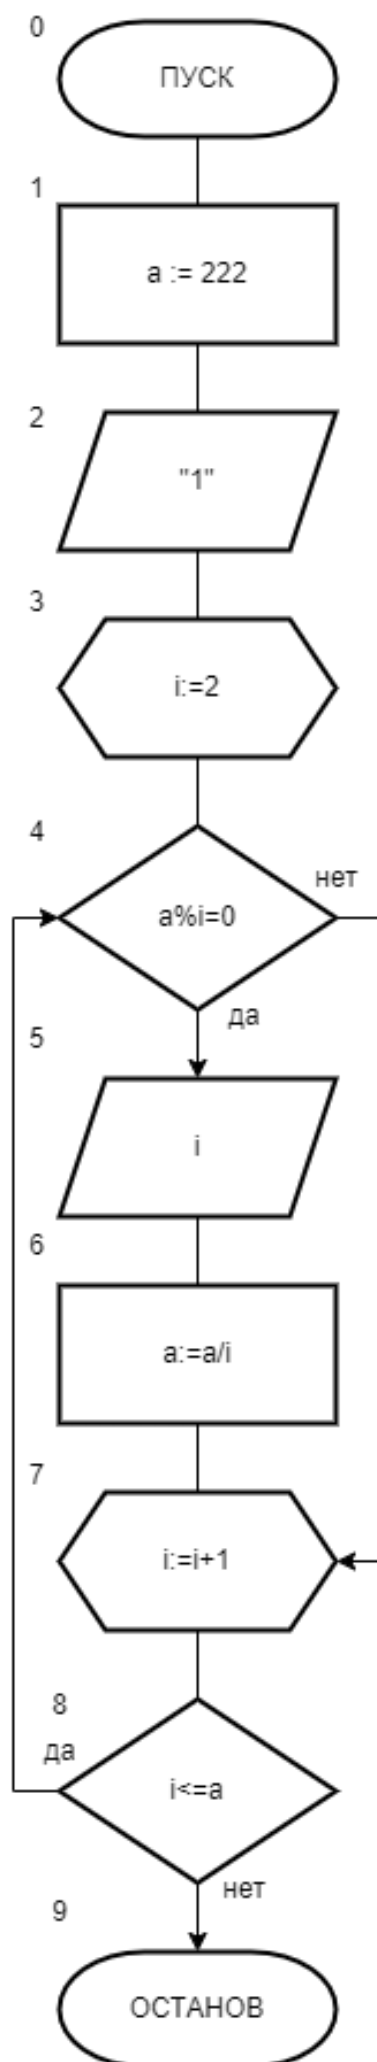 0
ПУСК
1
a := 222
2
"1"
3
i:=2
4
a%i=0
нет
да
5
i
6
a:=a/i
7
i:=i+1
8
да
i<=a
нет
9
ОСТАНОВ